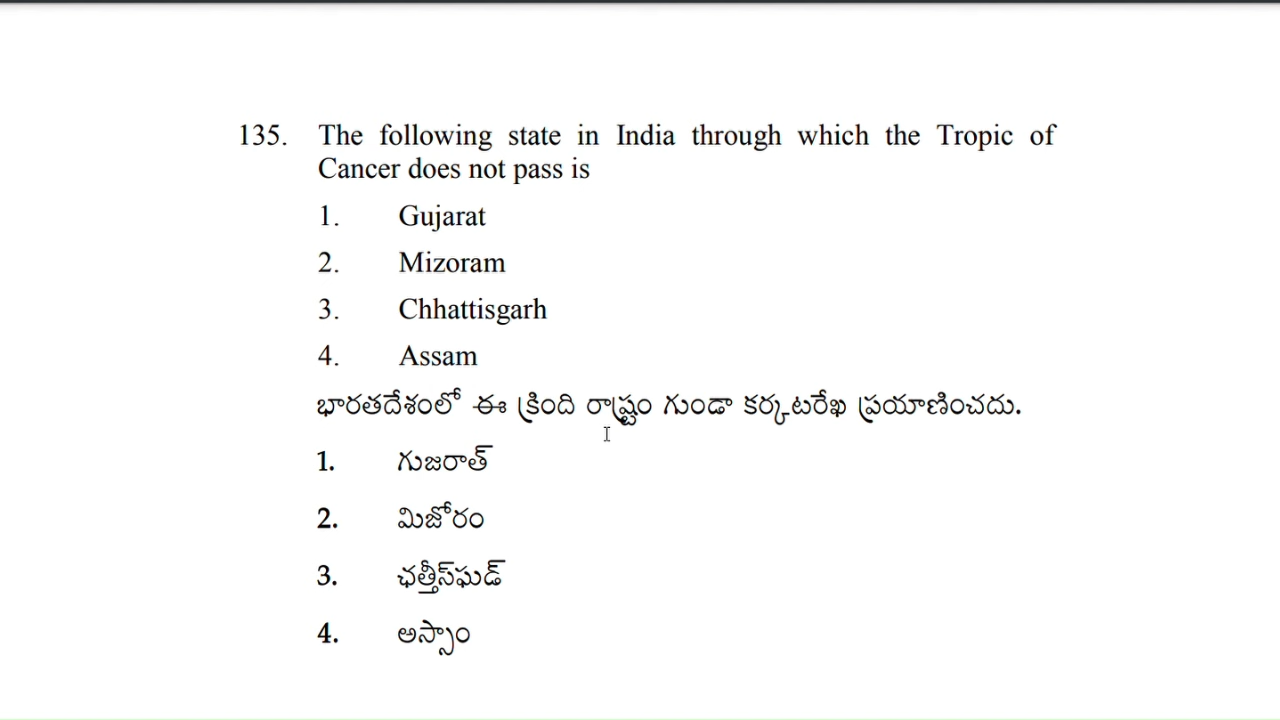 135. The following state in India through which the Tropic of
Cancer does not pass is
1. Gujarat
2. Mizoram
3. Chhattisgarh
4. Assam
భారతదేశంలో ఈ క్రింది రాష్ట్రం గుండా కర్కటరేఖ ప్రయాణించదు.
1. గుజరాత్
2. మిజోరం
3. ఛత్తీస్‌ఘడ్
4. అస్సాం